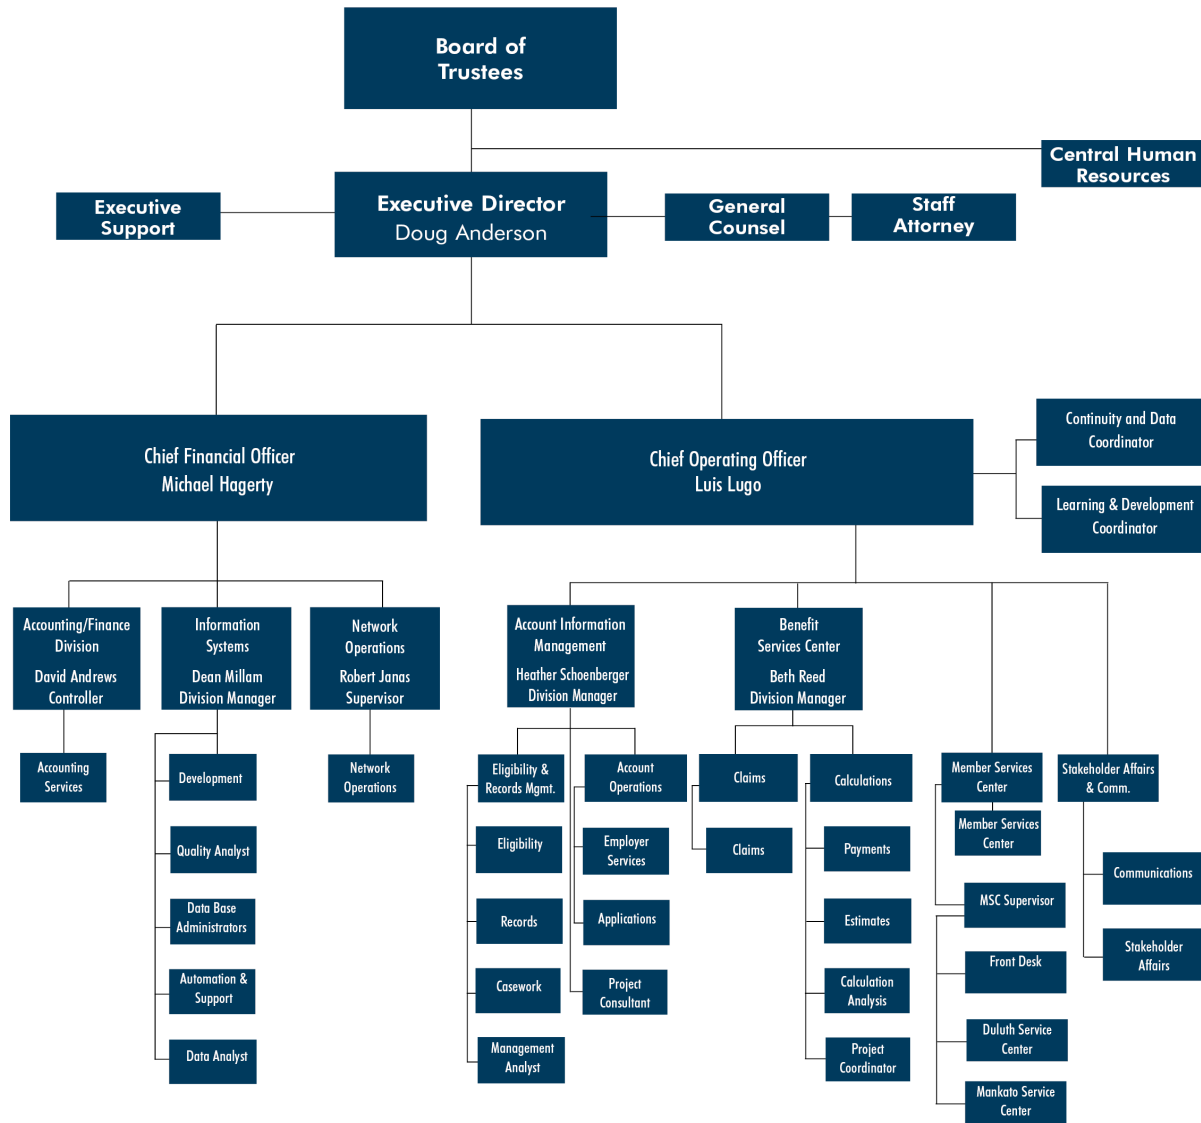 Board of
Trustees
Central Human
Resources
Executive
Support
Executive Director
Doug Anderson
General
Counsel
Staff
Attorney
Chief Financial Officer
Michael Hagerty
Chief Operating Officer
Luis Lugo
Continuity and Data
Coordinator
Learning & Development
Coordinator
Accounting/Finance
Division
David Andrews
Controller
Information
Systems
Dean Millam
Division Manager
Network
Operations
Robert Janas
Supervisor
Account Information
Management
Heather Schoenberger
Division Manager
Benefit
Services Center
Beth Reed
Division Manager
Accounting
Services
Development
Quality Analyst
Data Base
Administrators
Automation &
Support
Data Analyst
Network
Operations
Eligibility &
Records Mgmt.
Eligibility
Records
Casework
Management
Analyst
Account
Operations
Employer
Services
Applications
Project
Consultant
Claims
Claims
Calculations
Payments
Estimates
Calculation
Analysis
Project
Coordinator
Member Services
Center
Member Services
Center
MSC Supervisor
Front Desk
Duluth Service
Center
Mankato Service
Center
Stakeholder Affairs
& Comm.
Communications
Stakeholder
Affairs